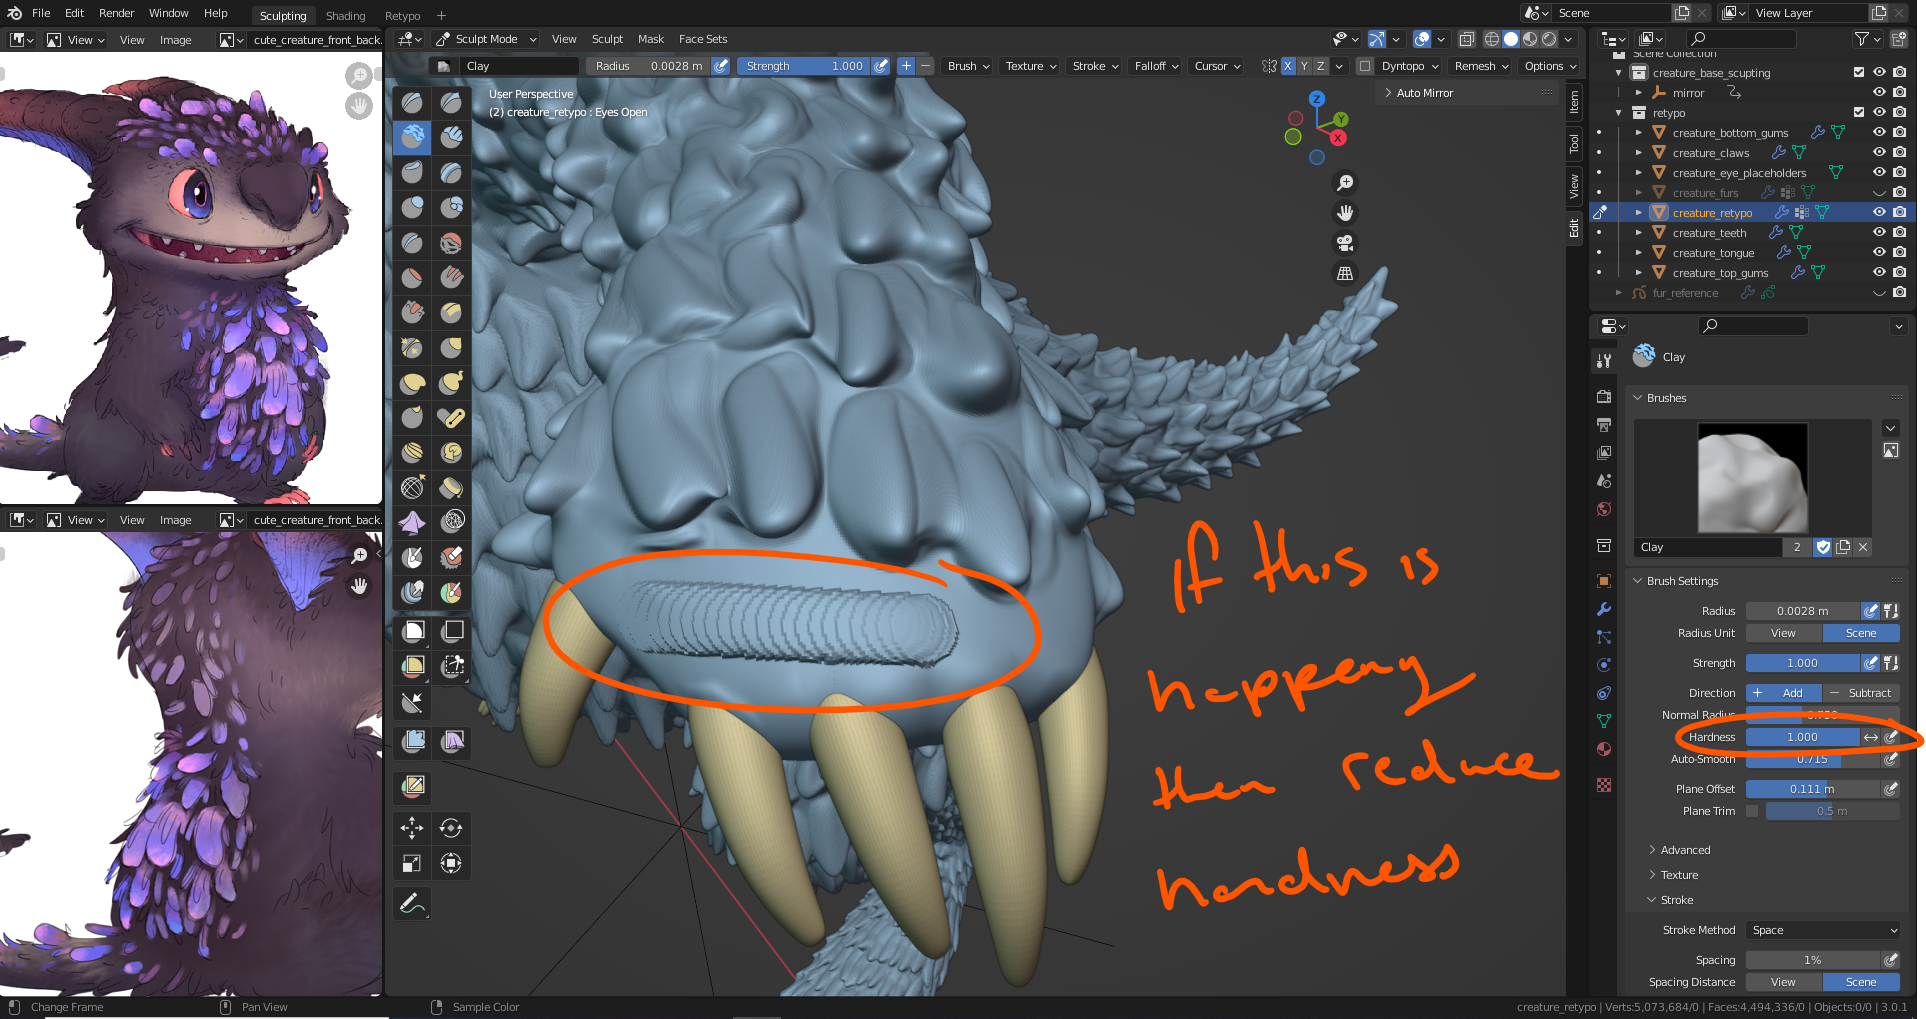 File Edit Render Window Help Sculpting Shading Retypo + Scene View Layer
View View Image cute_creature_front_back.
Sculpt Mode View Sculpt Mask Face Sets
Clay Radius 0.0028 m Strength 1.000 + − Brush Texture Stroke Falloff Cursor X Y Z Dyntopo Remesh Options
User Perspective
(2) creature_retypo : Eyes Open
Auto Mirror
Z
Y
X
Item
Tool
View
Edit
Scene Collection
creature_base_scupting
mirror
retypo
creature_bottom_gums
creature_claws
creature_eye_placeholders
creature_furs
creature_retypo
creature_teeth
creature_tongue
creature_top_gums
fur_reference
View View Image cute_creature_front_back.
If this is
happeng
then reduce
hardness
Clay
Brushes
Clay 2
Brush Settings
Radius 0.0028 m
Radius Unit View Scene
Strength 1.000
Direction + Add − Subtract
Normal Radius
Hardness 1.000
Auto-Smooth 0.715
Plane Offset 0.111 m
Plane Trim 0.5 m
Advanced
Texture
Stroke
Stroke Method Space
Spacing 1%
Spacing Distance View Scene
Change Frame Pan View Sample Color creature_retypo | Verts:5,073,684/0 | Faces:4,494,336/0 | Objects:0/0 | 3.0.1